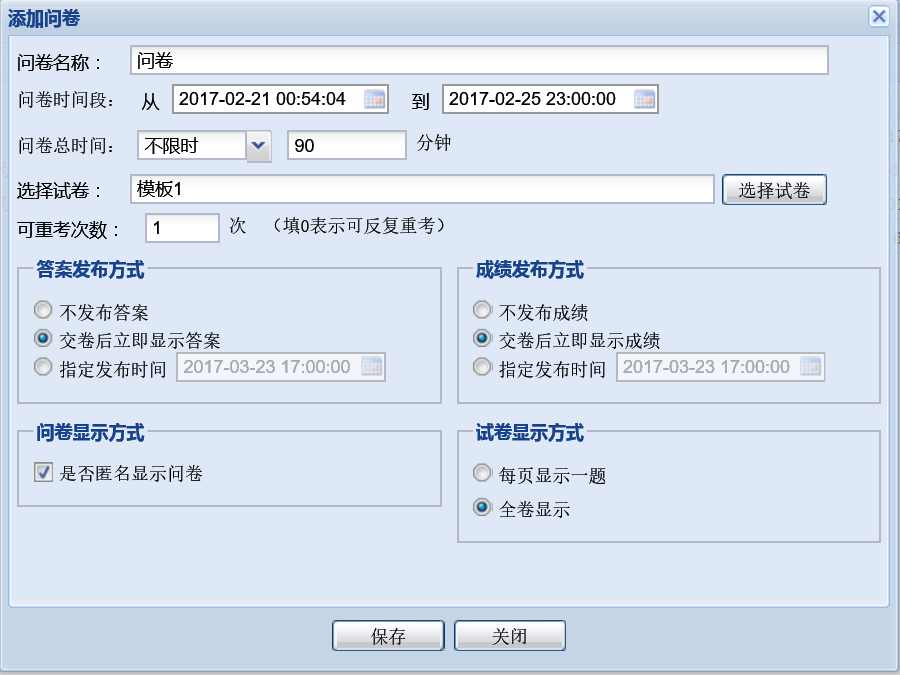 添加问卷
问卷名称： 问卷
问卷时间段： 从 2017-02-21 00:54:04 到 2017-02-25 23:00:00
问卷总时间： 不限时 90 分钟
选择试卷： 模板1 选择试卷
可重考次数： 1 次 （填0表示可反复重考）
答案发布方式 成绩发布方式
不发布答案 不发布成绩
交卷后立即显示答案 交卷后立即显示成绩
指定发布时间 2017-03-23 17:00:00 指定发布时间 2017-03-23 17:00:00
问卷显示方式 试卷显示方式
是否匿名显示问卷 每页显示一题
全卷显示
保存 关闭